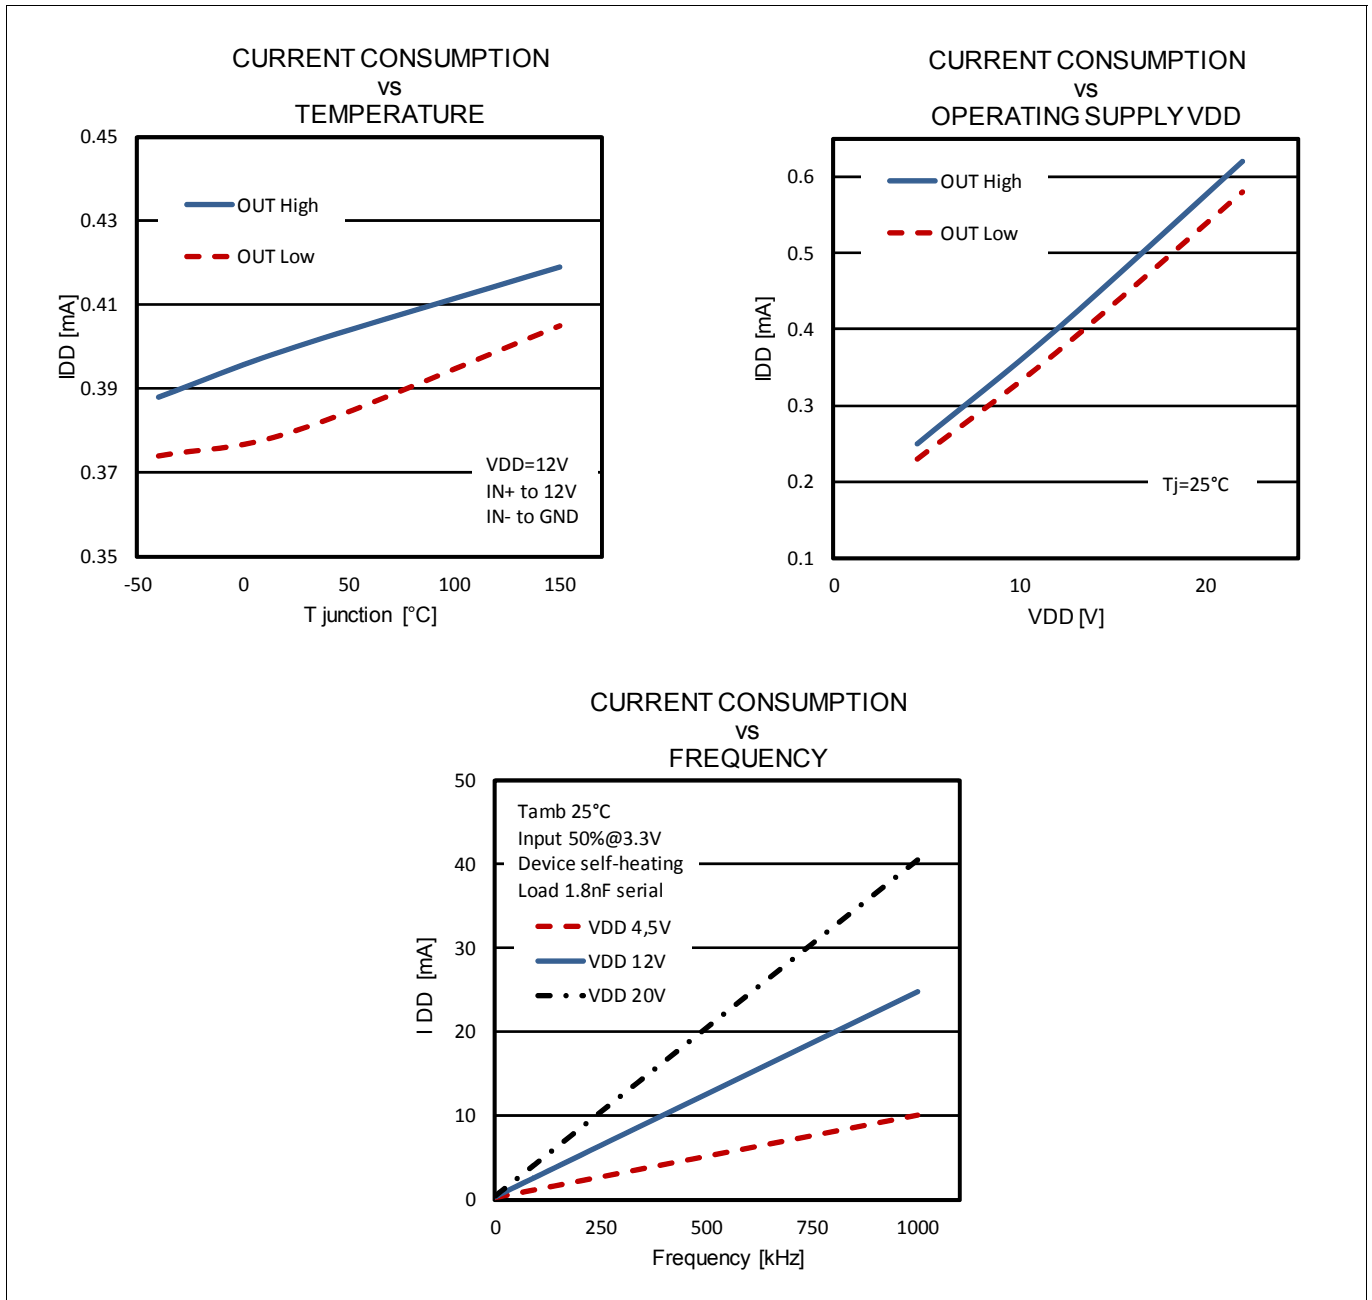 CURRENT CONSUMPTION
vs
TEMPERATURE
0.45
0.43
0.41
0.39
0.37
0.35
IDD [mA]
OUT High
OUT Low
VDD=12V
IN+ to 12V
IN- to GND
-50 0 50 100 150
T junction [°C]
CURRENT CONSUMPTION
vs
OPERATING SUPPLY VDD
0.6
0.5
0.4
0.3
0.2
0.1
IDD [mA]
OUT High
OUT Low
Tj=25°C
0 10 20
VDD [V]
CURRENT CONSUMPTION
vs
FREQUENCY
50
40
30
20
10
0
I DD [mA]
Tamb 25°C
Input 50%@3.3V
Device self-heating
Load 1.8nF serial
VDD 4,5V
VDD 12V
VDD 20V
0 250 500 750 1000
Frequency [kHz]